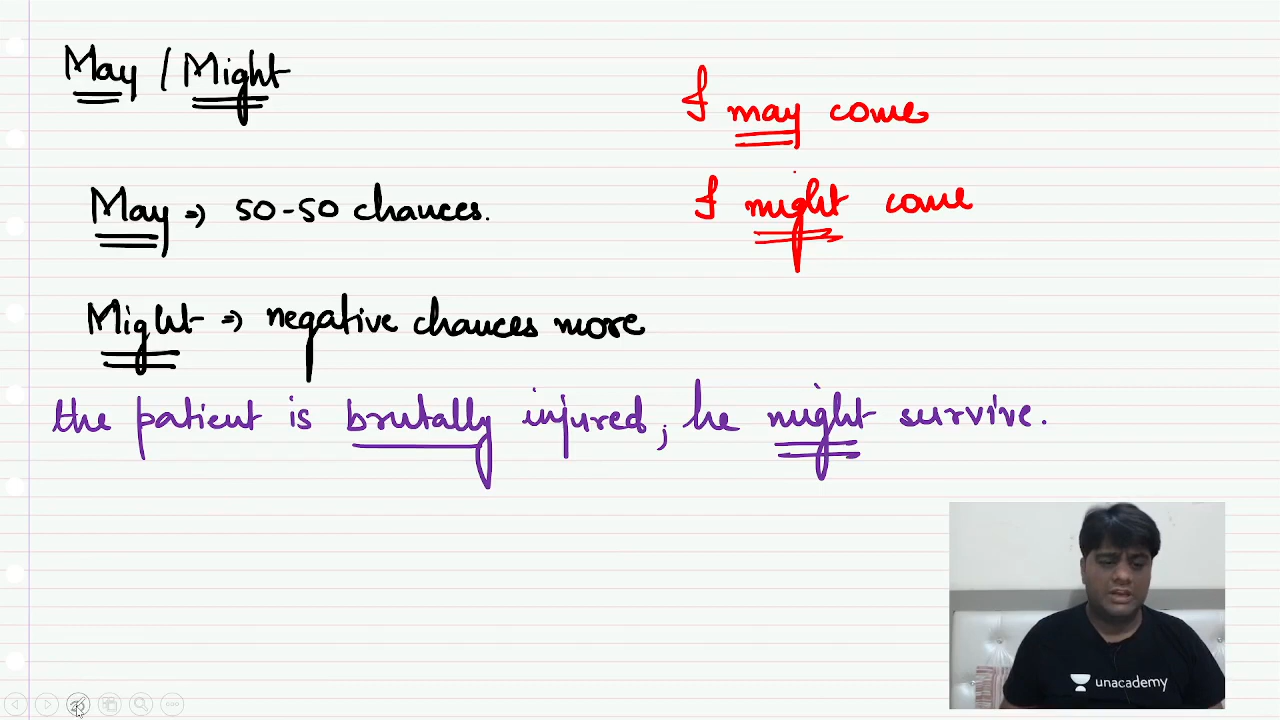 May / Might
I may come
I might come
May ⇒ 50-50 chances.
Might ⇒ negative chances more
the patient is brutally injured, he might survive.
unacademy